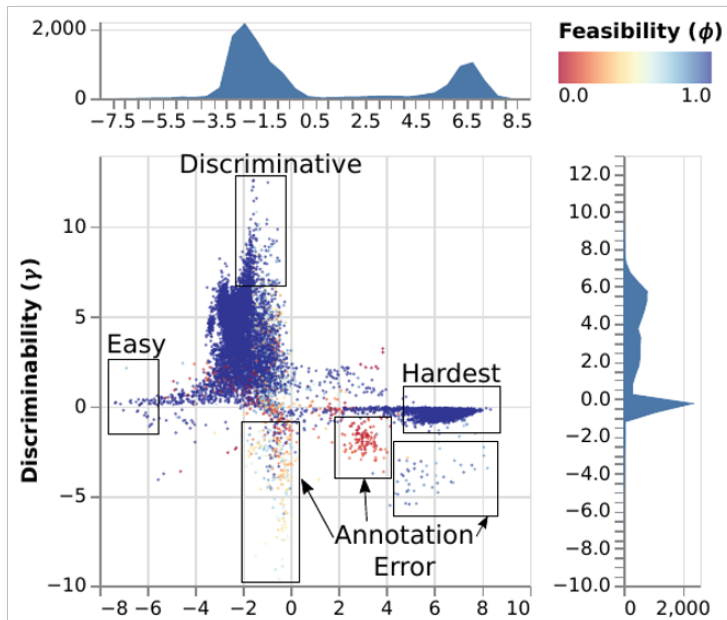 2,000
0
−7.5 −5.5 −3.5 −1.5 0.5 2.5 4.5 6.5 8.5
Feasibility (ϕ)
0.0 1.0
Discriminability (γ)
10
5
0
−5
−10
−8 −6 −4 −2 0 2 4 6 8 10
Discriminative
Easy
Hardest
Annotation
Error
12.0
10.0
8.0
6.0
4.0
2.0
0.0
−2.0
−4.0
−6.0
−8.0
−10.0
0 2,000